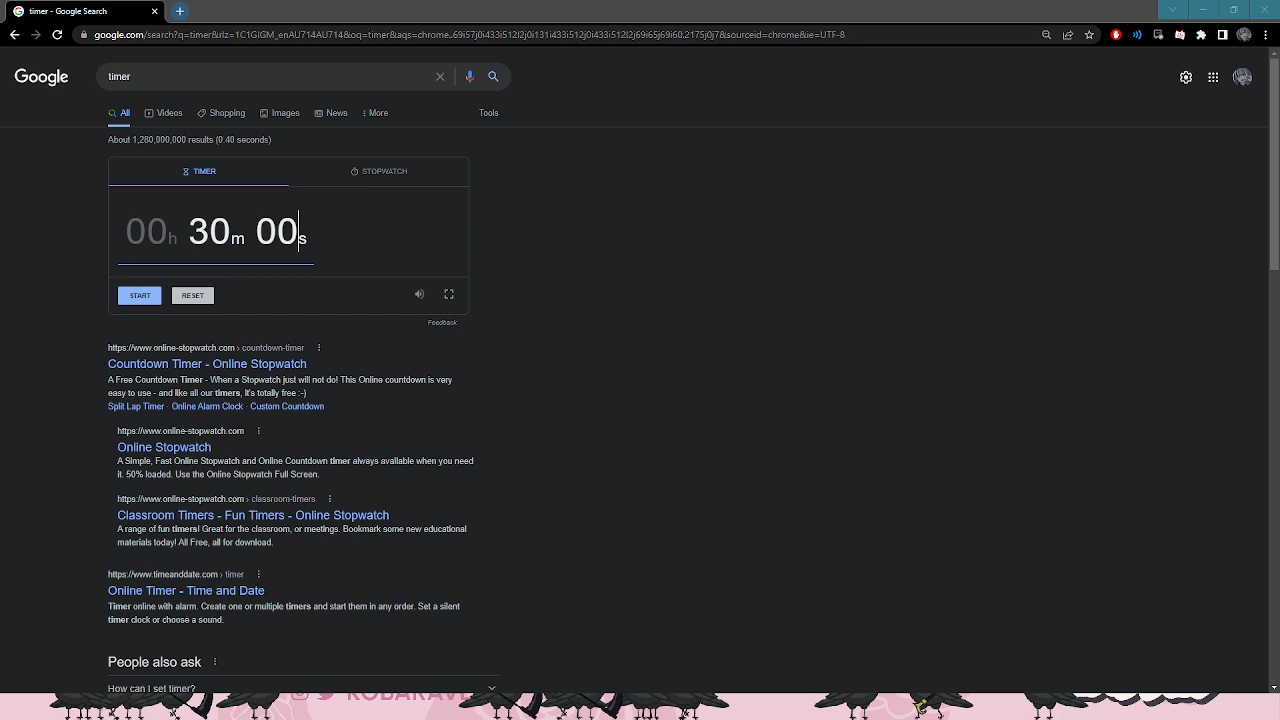 timer - Google Search
google.com/search?q=timer&rlz=1C1GIGM_enAU714AU714&oq=timer&aqs=chrome..69i57j0i433i512l2j0i131i433i512j0i433i512l2j69i65j69i60.2175j0j7&sourceid=chrome&ie=UTF-8
Google
timer
All Videos Shopping Images News More Tools
About 1,280,000,000 results (0.40 seconds)
TIMER STOPWATCH
00h 30m 00s
START RESET
Feedback
https://www.online-stopwatch.com › countdown-timer
Countdown Timer - Online Stopwatch
A Free Countdown Timer - When a Stopwatch just will not do! This Online countdown is very
easy to use - and like all our timers, it's totally free :-)
Split Lap Timer · Online Alarm Clock · Custom Countdown
https://www.online-stopwatch.com
Online Stopwatch
A Simple, Fast Online Stopwatch and Online Countdown timer always available when you need
it. 50% loaded. Use the Online Stopwatch Full Screen.
https://www.online-stopwatch.com › classroom-timers
Classroom Timers - Fun Timers - Online Stopwatch
A range of fun timers! Great for the classroom, or meetings. Bookmark some new educational
materials today! All Free, all for download.
https://www.timeanddate.com › timer
Online Timer - Time and Date
Timer online with alarm. Create one or multiple timers and start them in any order. Set a silent
timer clock or choose a sound.
People also ask
How can I set timer?